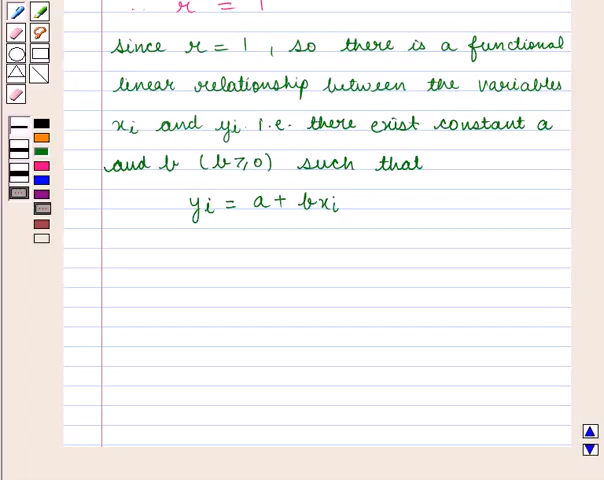 ∴ r = 1
since r = 1, so there is a functional
linear relationship between the variables
xi and yi i.e. there exist constant a
and b (b ⩾ 0) such that
yi = a + bxi